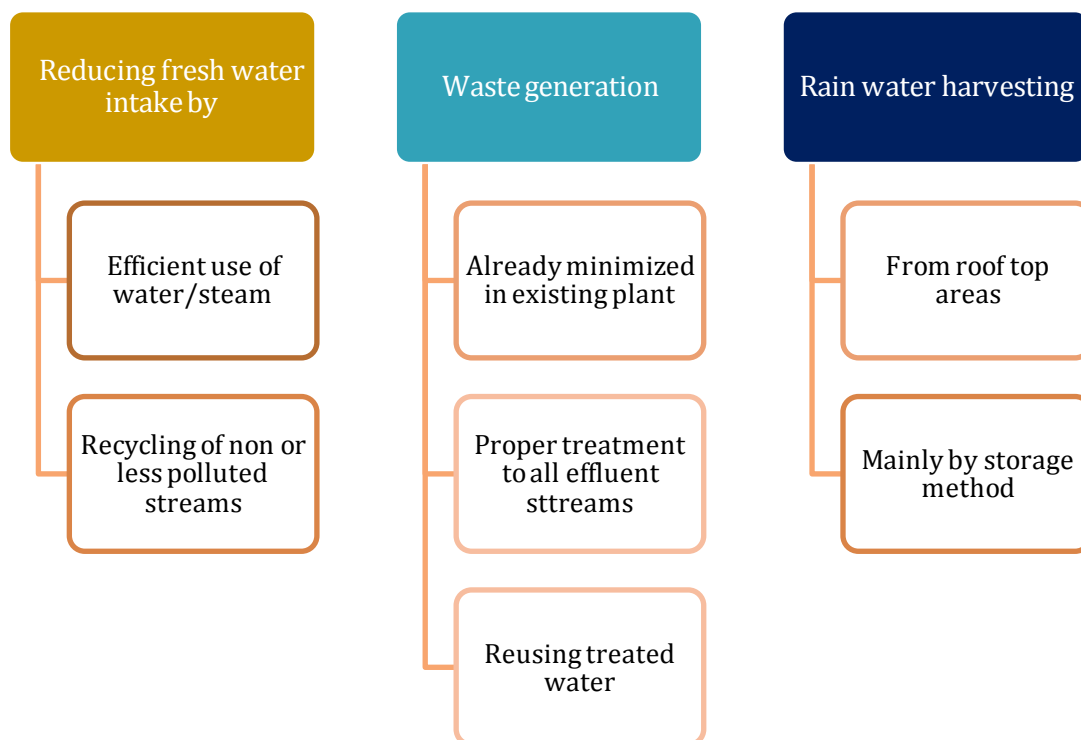 Reducing fresh water
intake by
Efficient use of
water/steam
Recycling of non or
less polluted
streams
Waste generation
Already minimized
in existing plant
Proper treatment
to all effluent
sttreams
Reusing treated
water
Rain water harvesting
From roof top
areas
Mainly by storage
method